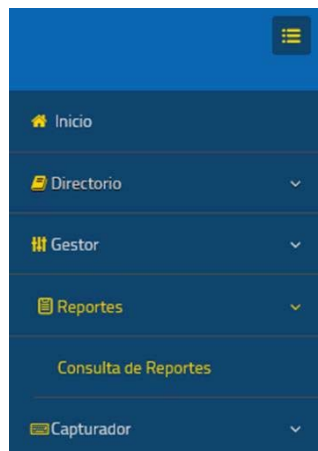 Inicio
Directorio
Gestor
Reportes
Consulta de Reportes
Capturador